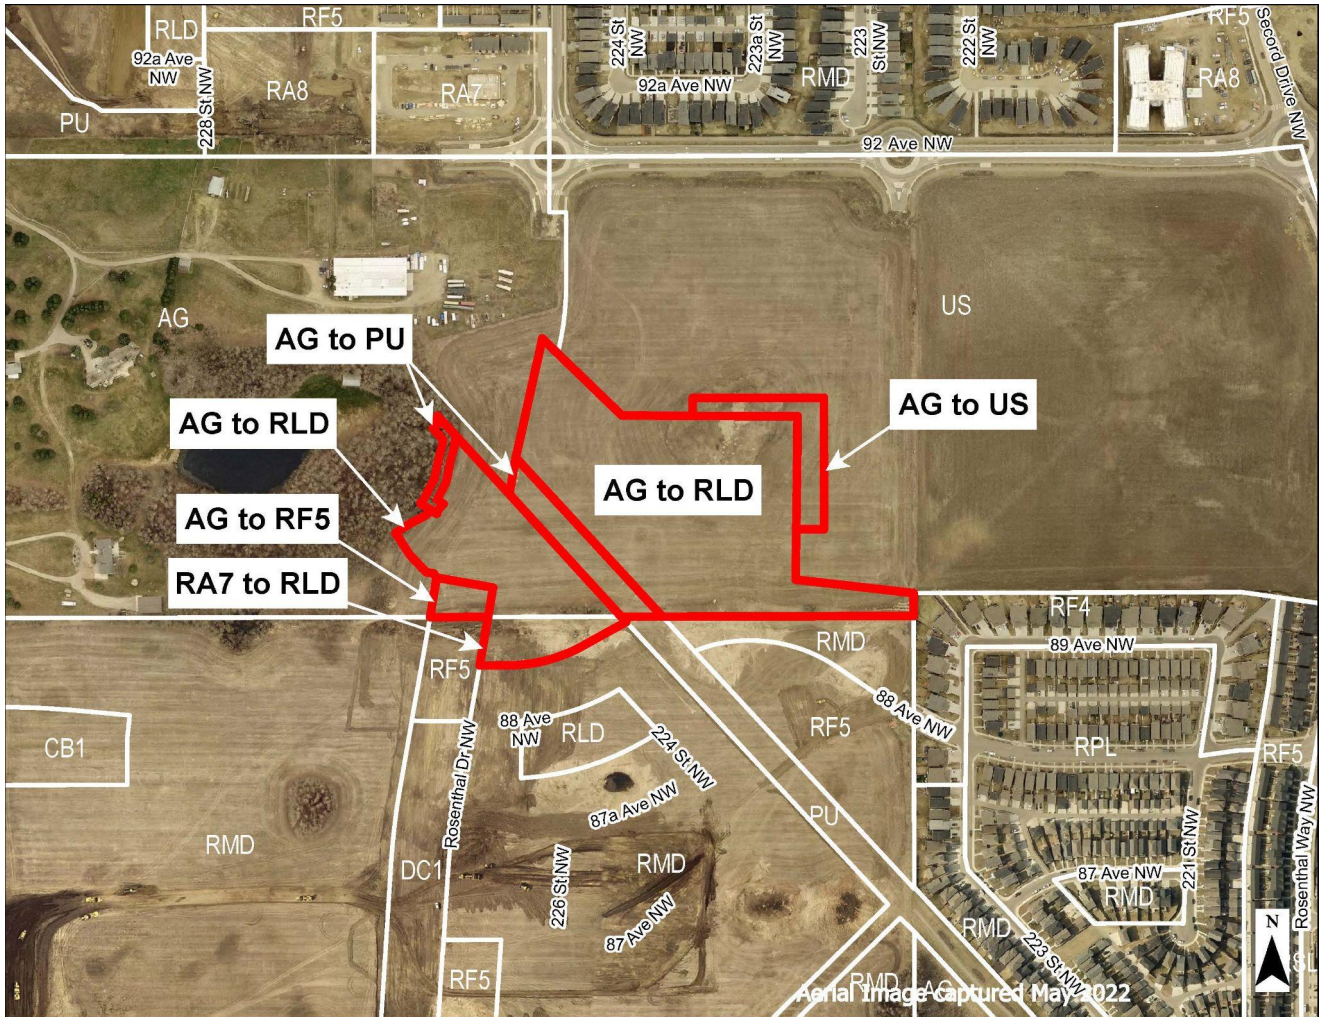 RF5
RLD
92a Ave
NW
228 St NW
RA8
RA7
PU
224 St
NW
223a St
NW
223
St NW
222 St
NW
92a Ave NW
RMD
RF5
RA8
Second Drive NW
92 Ave NW
AG
US
AG to PU
AG to RLD
AG to RF5
RA7 to RLD
AG to RLD
AG to US
RF4
RMD
89 Ave NW
RF5
88 Ave
NW
RLD
224 St NW
88 Ave NW
RF5
RPL
RF5
CB1
Rosenthal Dr NW
87a Ave NW
PU
RMD
DC1
226 St NW
RMD
87 Ave NW
221 St NW
87 Ave NW
RMD
Rosenthal Way NW
RMD
223 St NW
N
RF5
RMD
AG
Aerial Image Captured May 2022